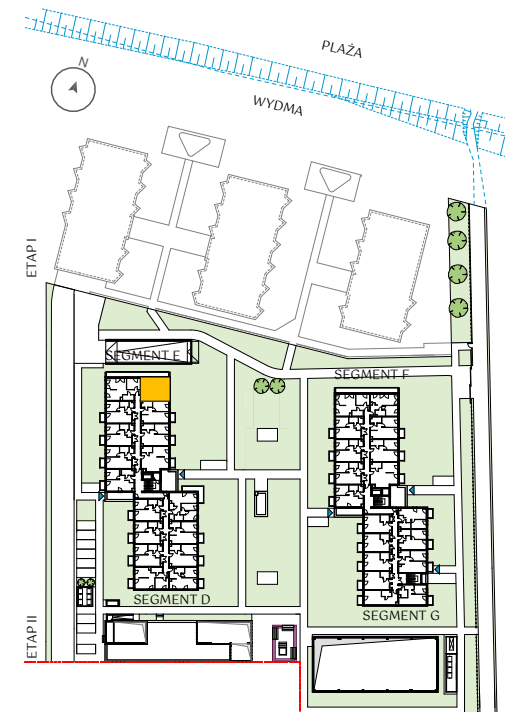 PLAŻA
N
WYDMA
ETAP I
SEGMENT E
SEGMENT F
SEGMENT D
SEGMENT G
ETAP II